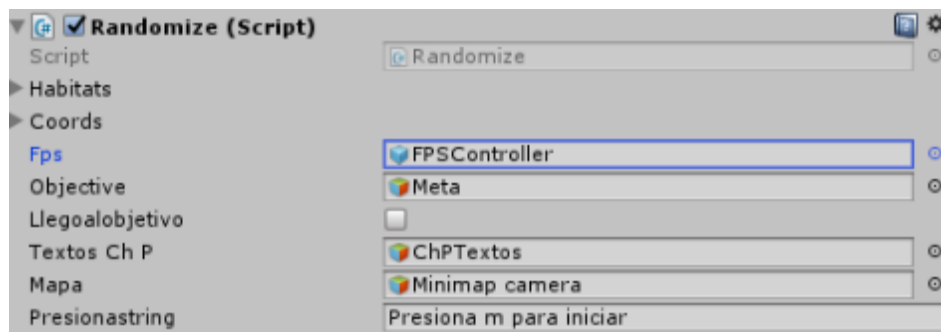 Randomize (Script)
Script Randomize
Habitats
Coords
Fps FPSController
Objective Meta
Llegoalobjetivo
Textos Ch P ChPTextos
Mapa Minimap camera
Presionastring Presiona m para iniciar